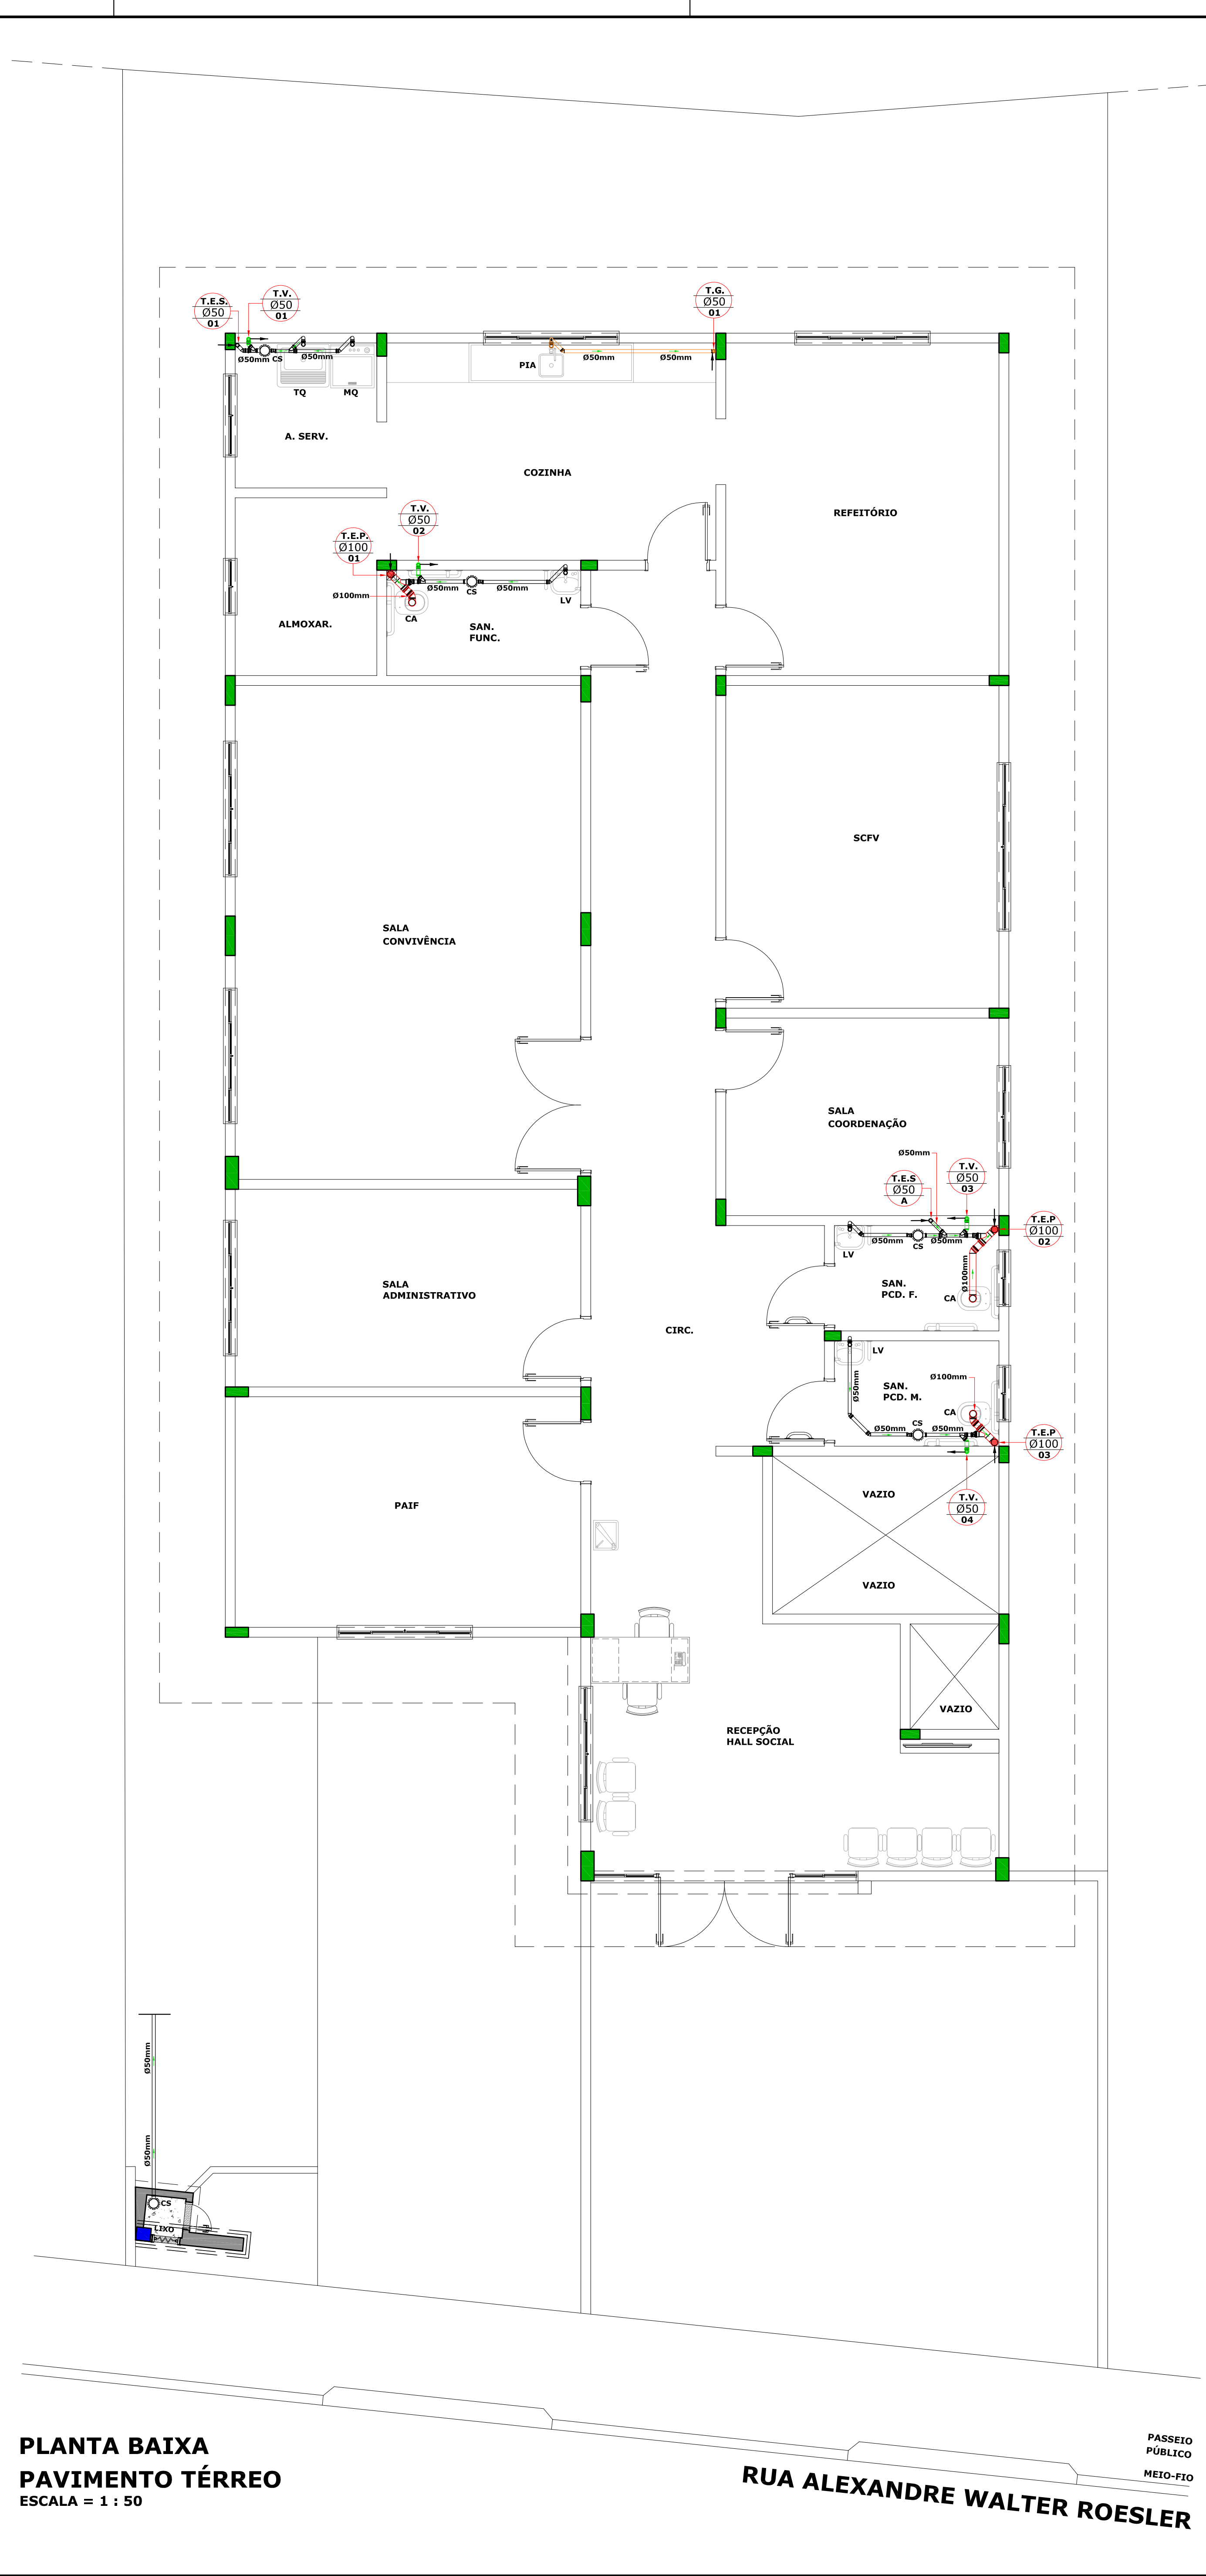 T.E.S.
Ø50
01
T.V.
Ø50
01
T.G.
Ø50
01
Ø50mm
CS
Ø50mm
TQ
MQ
PIA
Ø50mm
Ø50mm
A. SERV.
COZINHA
REFEITÓRIO
T.V.
Ø50
02
T.E.P.
Ø100
01
Ø100mm
Ø50mm
CS
Ø50mm
LV
CA
SAN.
FUNC.
ALMOXAR.
SCFV
SALA
CONVIVÊNCIA
SALA
COORDENAÇÃO
Ø50mm
T.E.S
Ø50
A
T.V.
Ø50
03
T.E.P
Ø100
02
LV
Ø50mm
CS
Ø50mm
Ø100mm
SAN.
PCD. F.
CA
SALA
ADMINISTRATIVO
CIRC.
LV
Ø50mm
SAN.
PCD. M.
Ø100mm
CA
Ø50mm
CS
Ø50mm
T.E.P
Ø100
03
T.V.
Ø50
04
VAZIO
PAIF
VAZIO
VAZIO
RECEPÇÃO
HALL SOCIAL
Ø50mm
Ø50mm
CS
LIXO
PLANTA BAIXA
PAVIMENTO TÉRREO
ESCALA = 1 : 50
PASSEIO
PÚBLICO
MEIO-FIO
RUA ALEXANDRE WALTER ROESLER